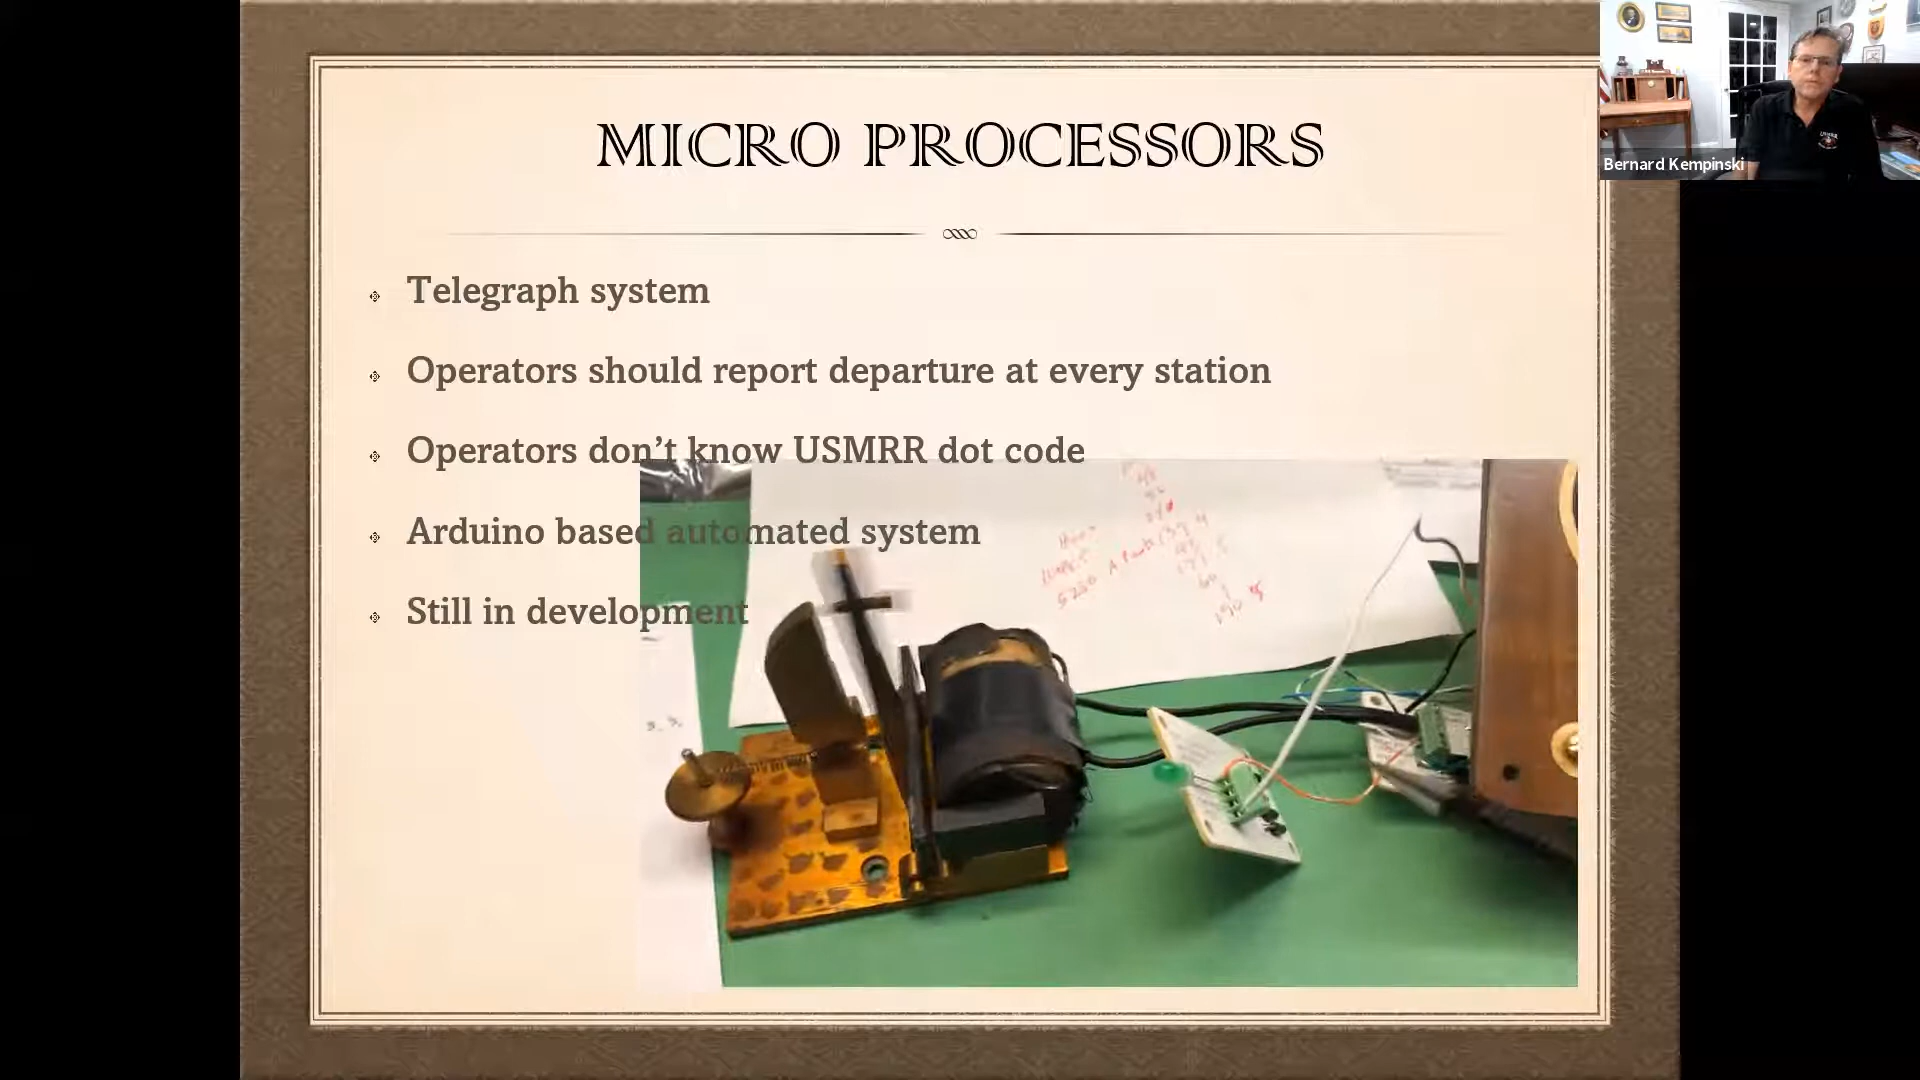 MICRO PROCESSORS
Telegraph system
Operators should report departure at every station
Operators don’t know USMRR dot code
Arduino based automated system
Still in development
Bernard Kempinski